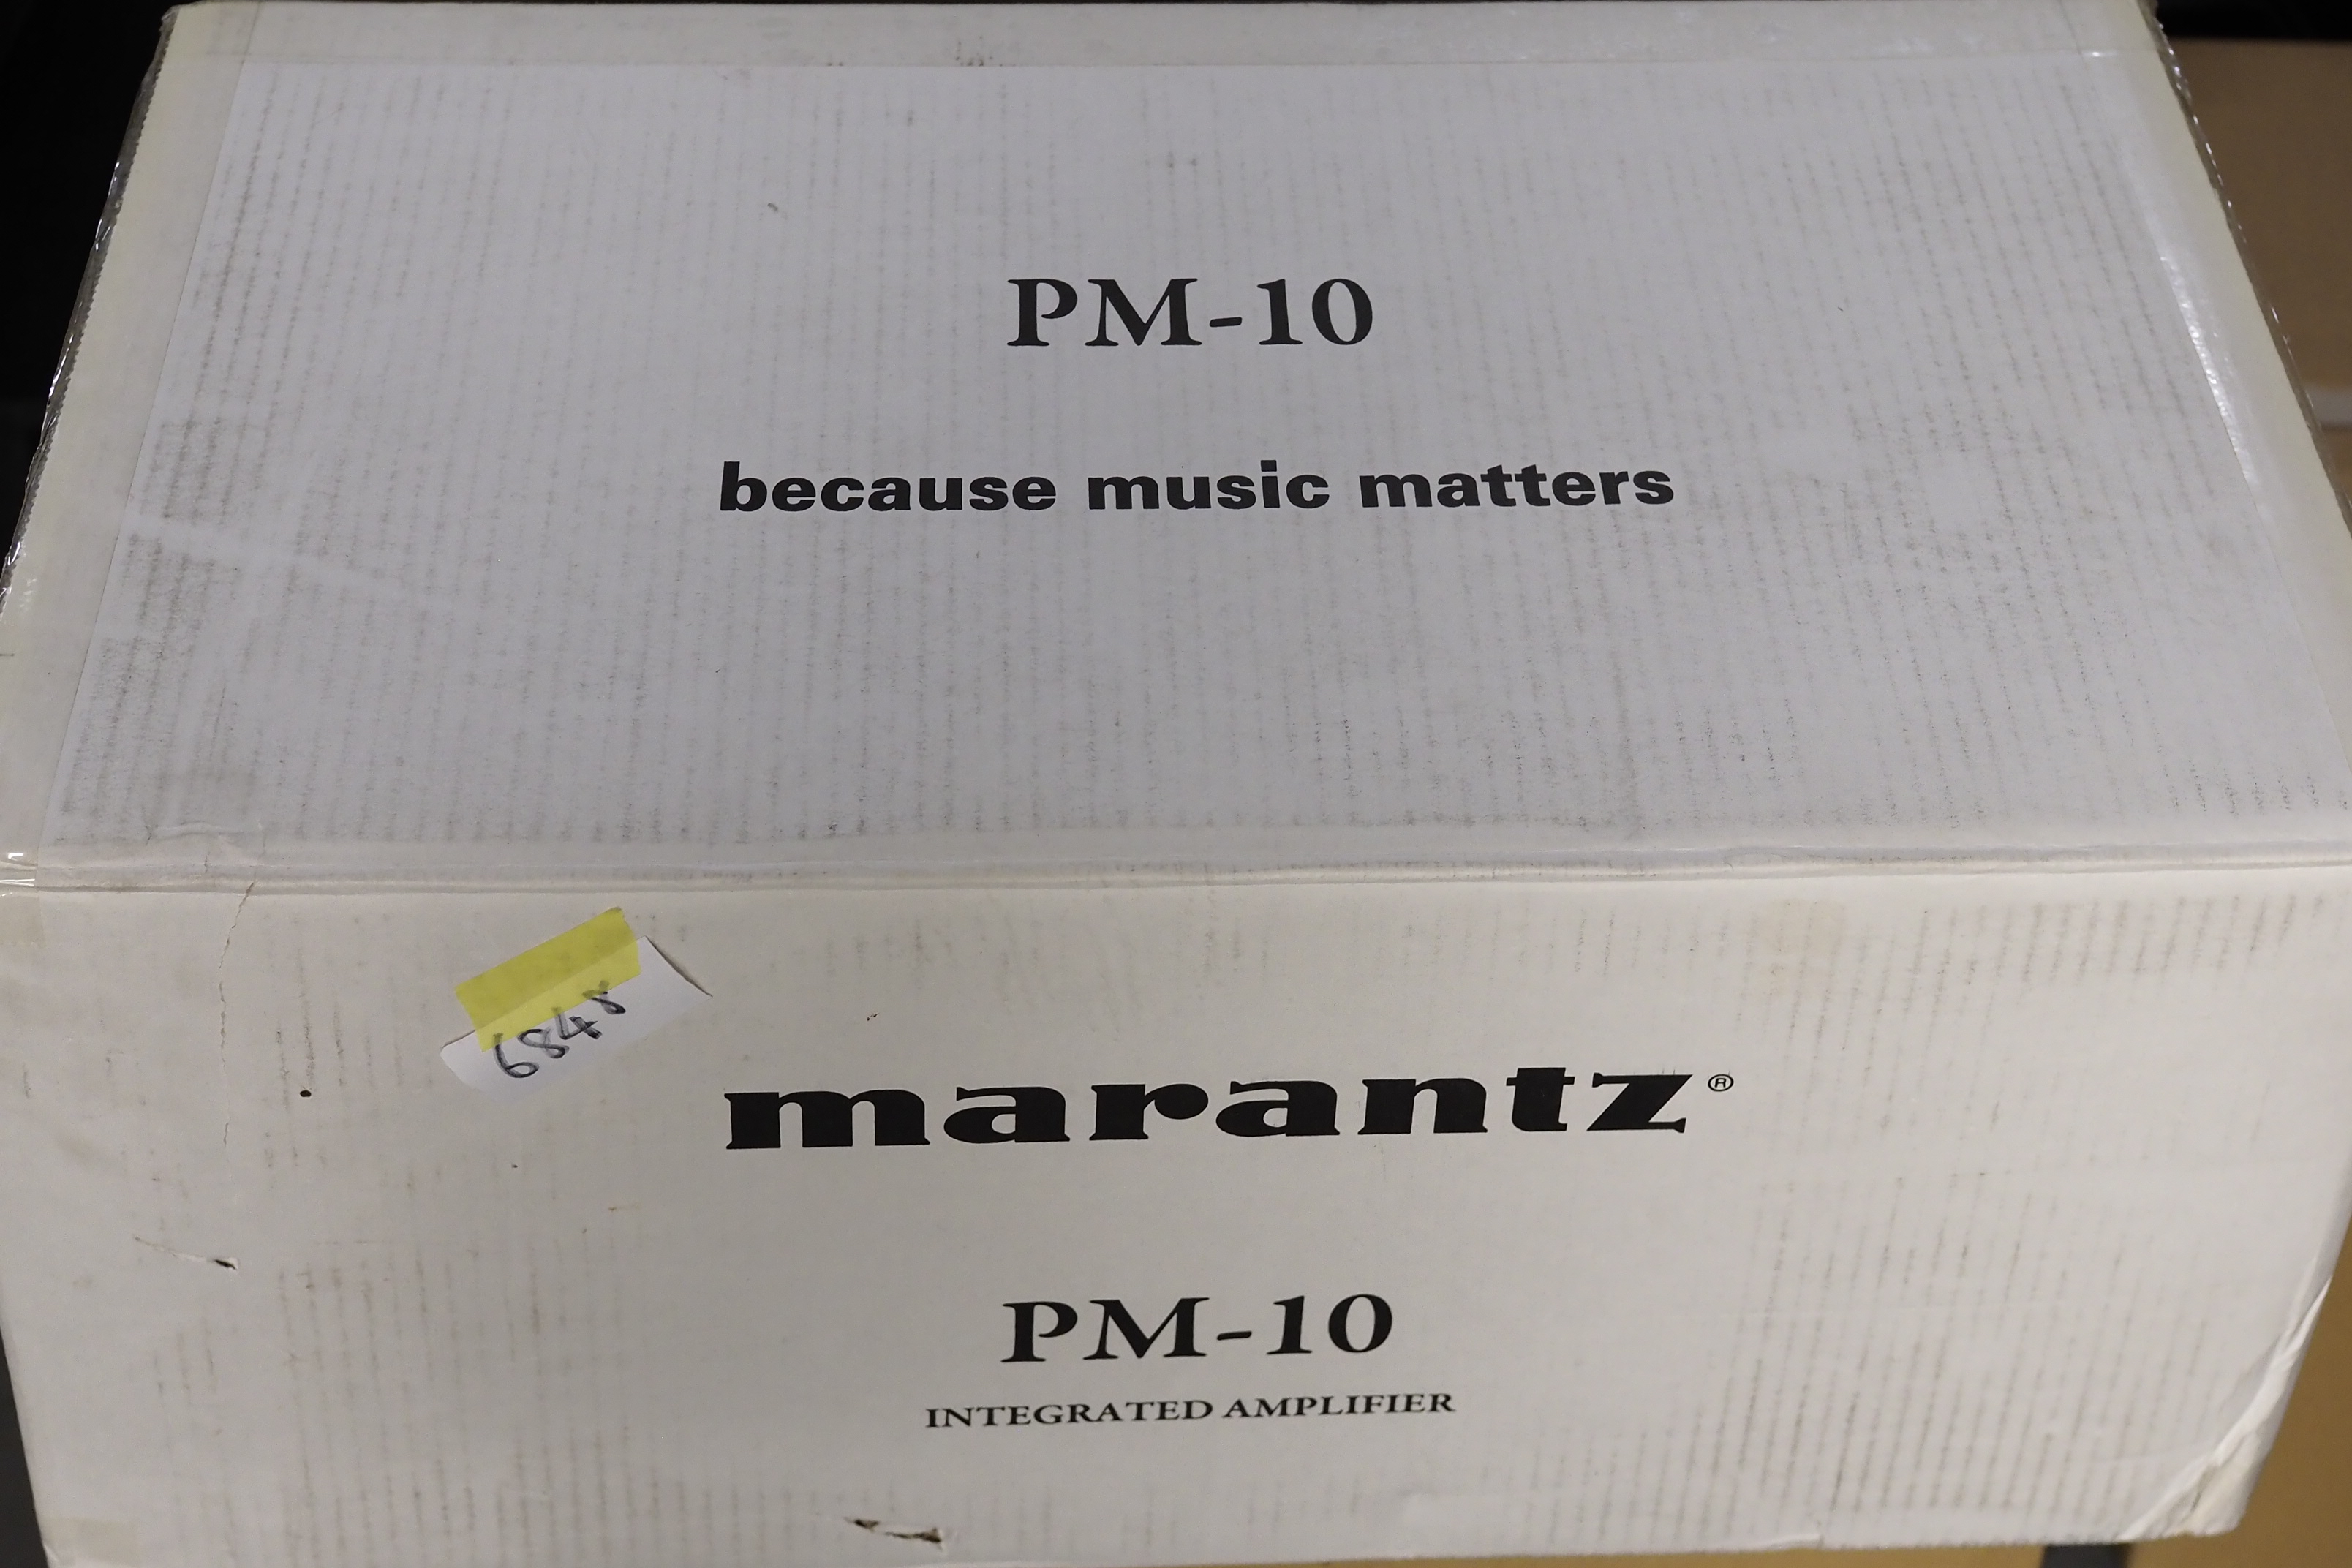 PM-10
because music matters
6848
marantz®
PM-10
INTEGRATED AMPLIFIER